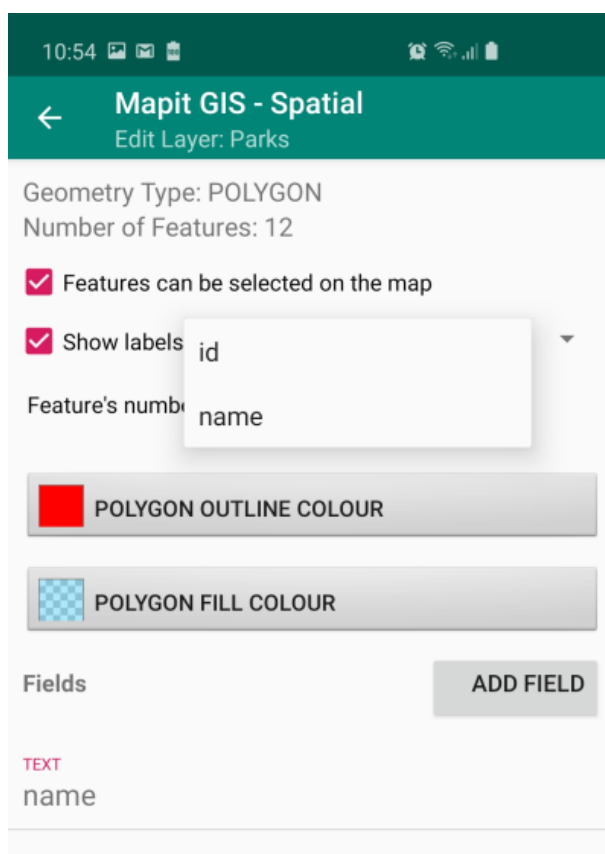 10:54
Mapit GIS - Spatial
Edit Layer: Parks
Geometry Type: POLYGON
Number of Features: 12
Features can be selected on the map
Show labels
id
name
Feature's numb
POLYGON OUTLINE COLOUR
POLYGON FILL COLOUR
Fields
ADD FIELD
TEXT
name